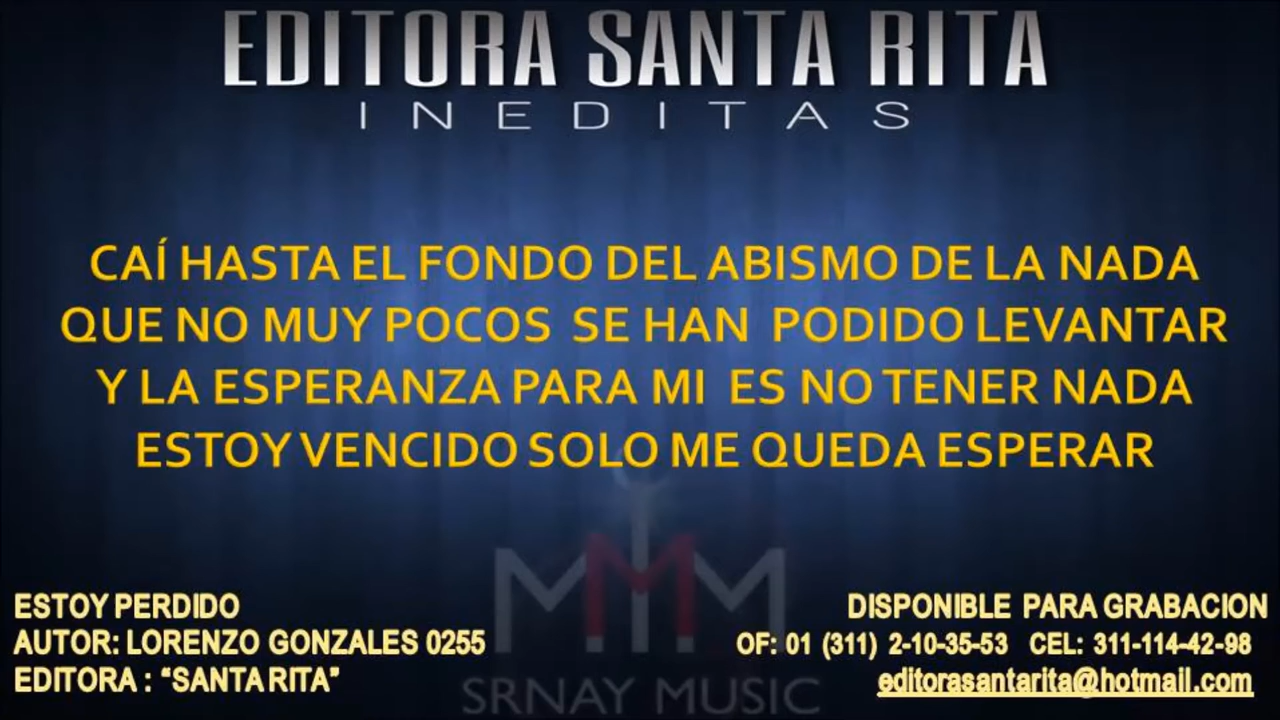 EDITORA SANTA RITA
INEDITAS
CAÍ HASTA EL FONDO DEL ABISMO DE LA NADA
QUE NO MUY POCOS SE HAN PODIDO LEVANTAR
Y LA ESPERANZA PARA MI ES NO TENER NADA
ESTOY VENCIDO SOLO ME QUEDA ESPERAR
MMM
SRNAY MUSIC
ESTOY PERDIDO
AUTOR: LORENZO GONZALES 0255
EDITORA : “SANTA RITA”
DISPONIBLE PARA GRABACION
OF: 01 (311) 2-10-35-53 CEL: 311-114-42-98
editorasantarita@hotmail.com